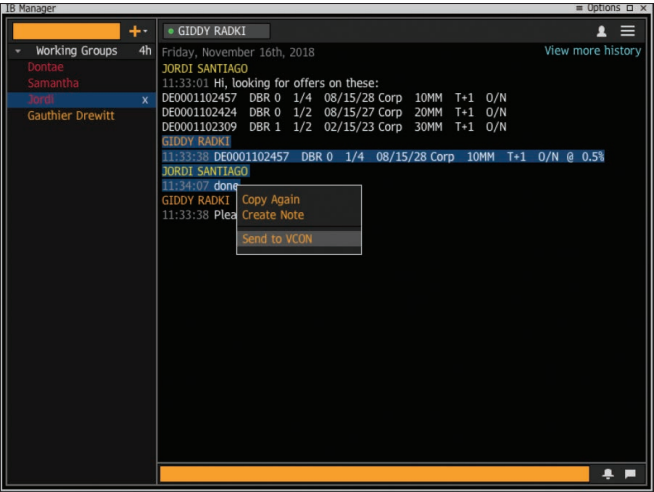 IB Manager
≡ Options □ ×
+
▾ Working Groups 4h
Dontae
Samantha
Jordi x
Gauthier Drewitt
GIDDY RADKI
Friday, November 16th, 2018 View more history
JORDI SANTIAGO
11:33:01 Hi, looking for offers on these:
DE0001102457 DBR 0 1/4 08/15/28 Corp 10MM T+1 O/N
DE0001102424 DBR 0 1/2 08/15/27 Corp 20MM T+1 O/N
DE0001102309 DBR 1 1/2 02/15/23 Corp 30MM T+1 O/N
GIDDY RADKI
11:33:38 DE0001102457 DBR 0 1/4 08/15/28 Corp 10MM T+1 O/N @ 0.5%
JORDI SANTIAGO
11:34:07 done
GIDDY RADKI
11:33:38 Plea
Copy Again
Create Note
Send to VCON